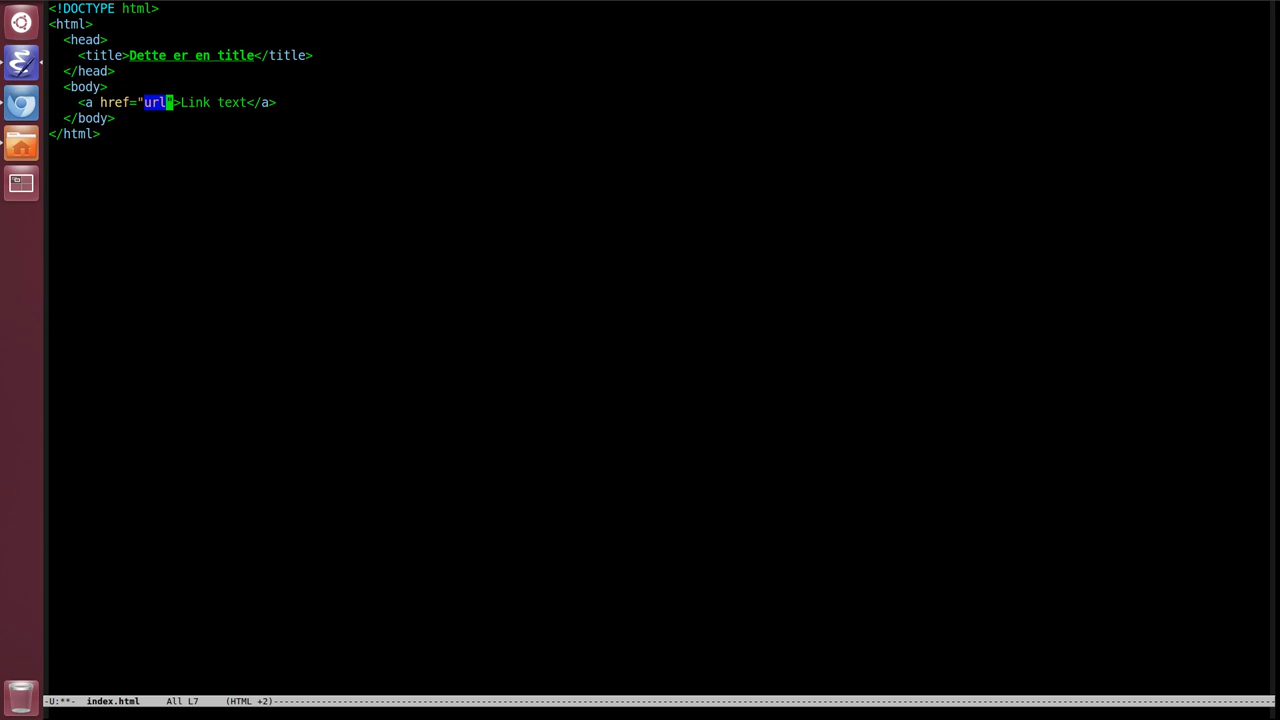 <!DOCTYPE html>
<html>
  <head>
    <title>Dette er en title</title>
  </head>
  <body>
    <a href="url">Link text</a>
  </body>
</html>
-U:**-  index.html     All L7     (HTML +2)